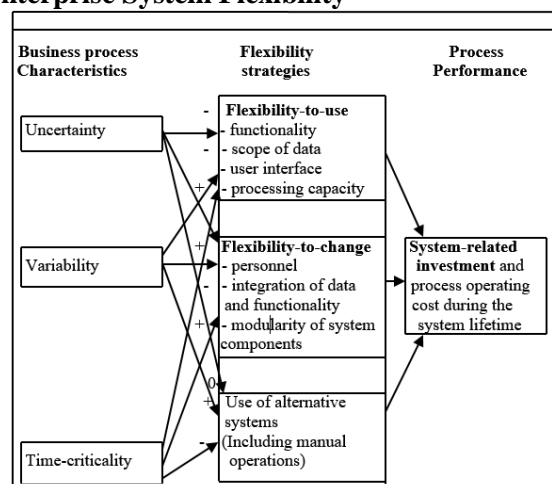 nterprise System Flexibility
Business process
Characteristics
Flexibility
strategies
Process
Performance
Uncertainty
Variability
Time-criticality
-
-
+
Flexibility-to-use
- functionality
- scope of data
- user interface
- processing capacity
+
-
+
Flexibility-to-change
- personnel
- integration of data
and functionality
- modularity of system
components
0
+
-
Use of alternative
systems
(Including manual
operations)
System-related
investment and
process operating
cost during the
system lifetime